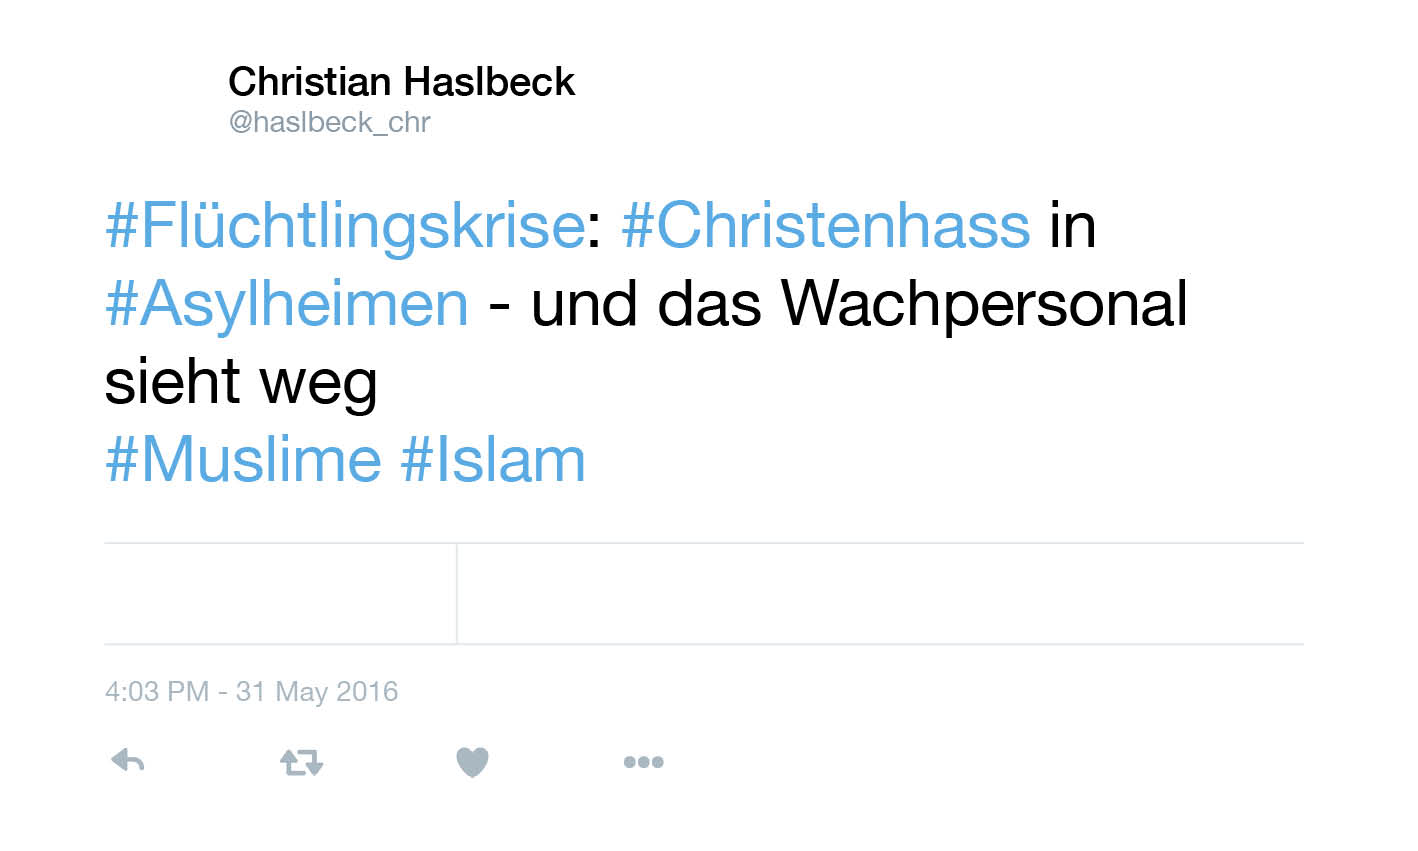 Christian Haslbeck
@haslbeck_chr
#Flüchtlingskrise: #Christenhass in
#Asylheimen - und das Wachpersonal
sieht weg
#Muslime #Islam
4:03 PM - 31 May 2016